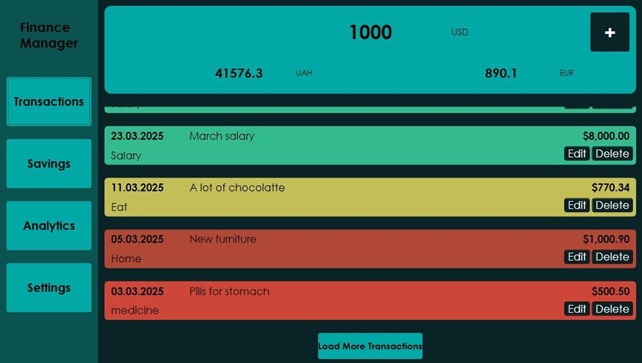 Finance
Manager
Transactions
Savings
Analytics
Settings
1000 USD
+
41576.3 UAH 890.1 EUR
23.03.2025 March salary $8,000.00
Salary Edit Delete
11.03.2025 A lot of chocolatte $770.34
Eat Edit Delete
05.03.2025 New furniture $1,000.90
Home Edit Delete
03.03.2025 Pills for stomach $500.50
medicine Edit Delete
Load More Transactions